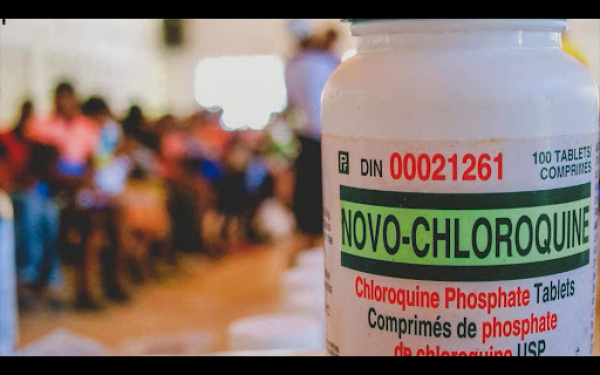 DIN 00021261
100 TABLETS/
COMPRIMÉS
NOVO-CHLOROQUINE
Chloroquine Phosphate Tablets
Comprimés de phosphate
de chloroquine USP